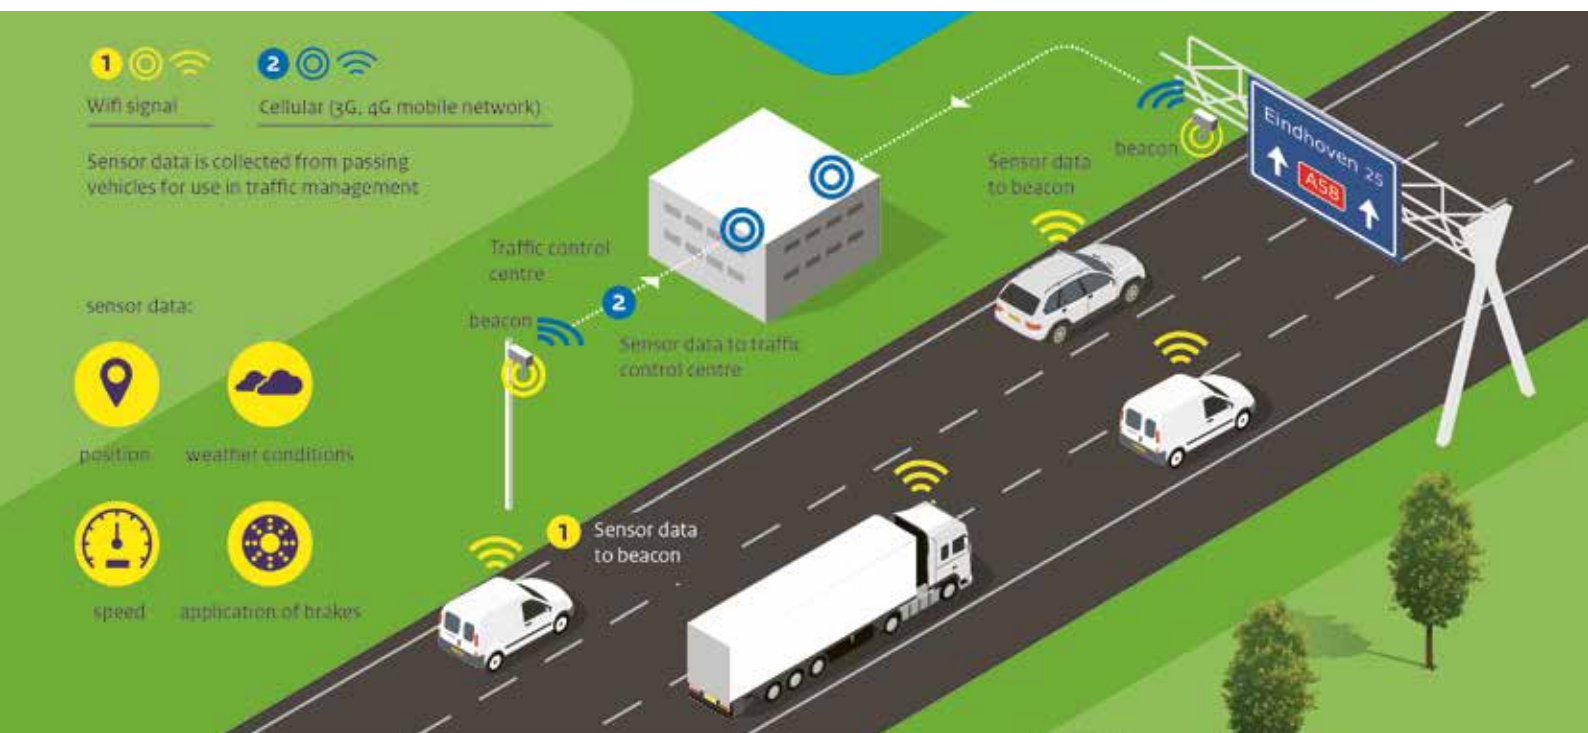 1
2
Wifi signal
Cellular (3G, 4G mobile network)
Sensor data is collected from passing
vehicles for use in traffic management
sensor data:
position
weather conditions
speed
application of brakes
Traffic control
centre
beacon
2
Sensor data to traffic
control centre
1
Sensor data
to beacon
Sensor data
to beacon
beacon
Eindhoven 25
A58